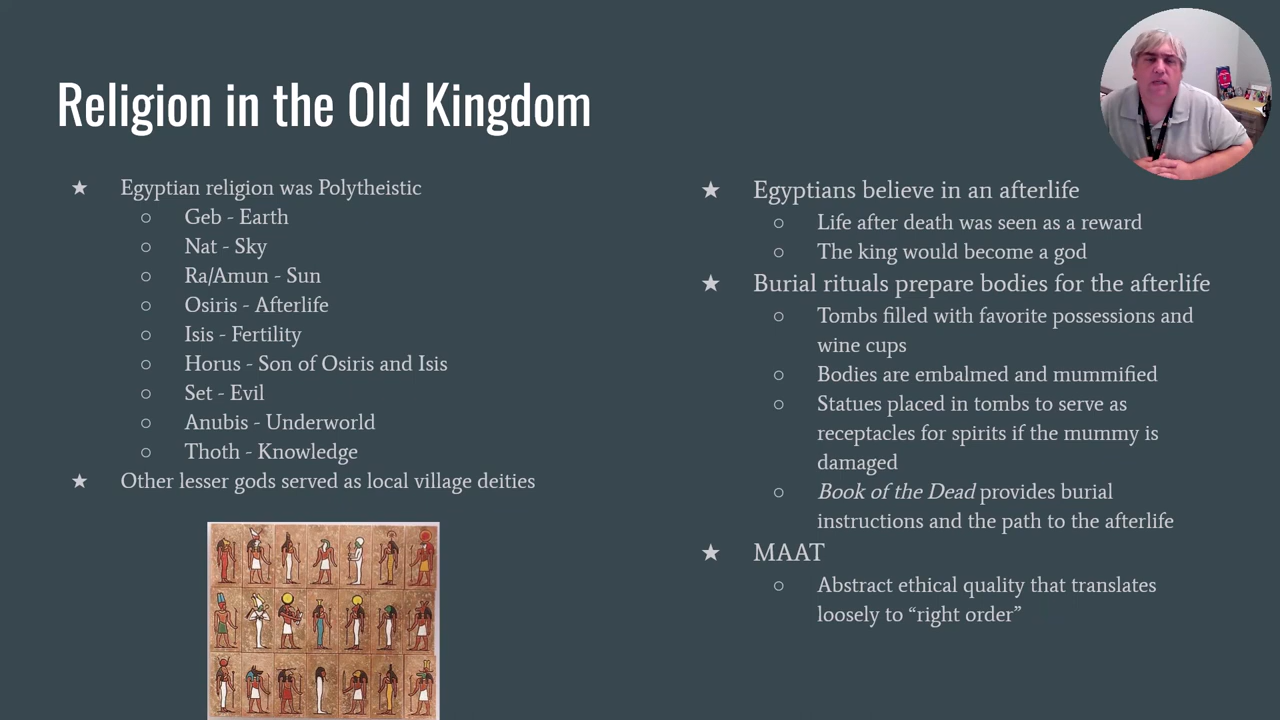 Religion in the Old Kingdom
★ Egyptian religion was Polytheistic
○ Geb - Earth
○ Nat - Sky
○ Ra/Amun - Sun
○ Osiris - Afterlife
○ Isis - Fertility
○ Horus - Son of Osiris and Isis
○ Set - Evil
○ Anubis - Underworld
○ Thoth - Knowledge
★ Other lesser gods served as local village deities
★ Egyptians believe in an afterlife
○ Life after death was seen as a reward
○ The king would become a god
★ Burial rituals prepare bodies for the afterlife
○ Tombs filled with favorite possessions and
wine cups
○ Bodies are embalmed and mummified
○ Statues placed in tombs to serve as
receptacles for spirits if the mummy is
damaged
○ Book of the Dead provides burial
instructions and the path to the afterlife
★ MAAT
○ Abstract ethical quality that translates
loosely to “right order”